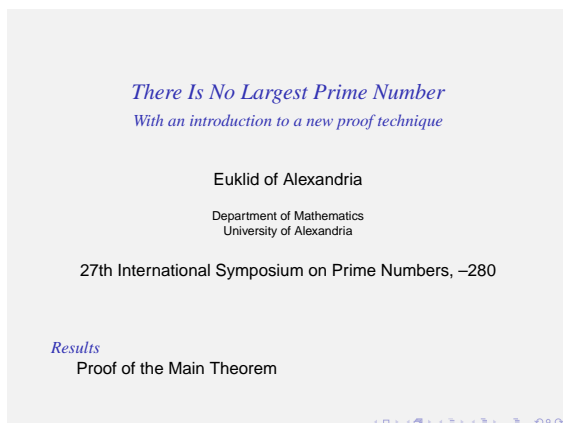 There Is No Largest Prime Number
With an introduction to a new proof technique
Euklid of Alexandria
Department of Mathematics
University of Alexandria
27th International Symposium on Prime Numbers, –280
Results
Proof of the Main Theorem